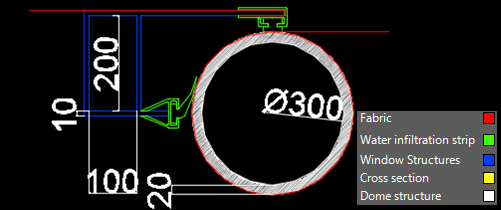 200
10
100
20
Ø300
Fabric
Water infiltration strip
Window Structures
Cross section
Dome structure